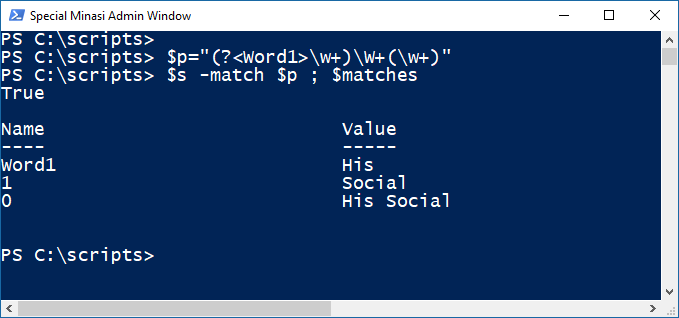 Special Minasi Admin Window
PS C:\scripts>
PS C:\scripts> $p="(?<Word1>\w+)\W+(\w+)"
PS C:\scripts> $s -match $p ; $matches
True
Name Value
---- -----
Word1 His
1 Social
0 His Social
PS C:\scripts>